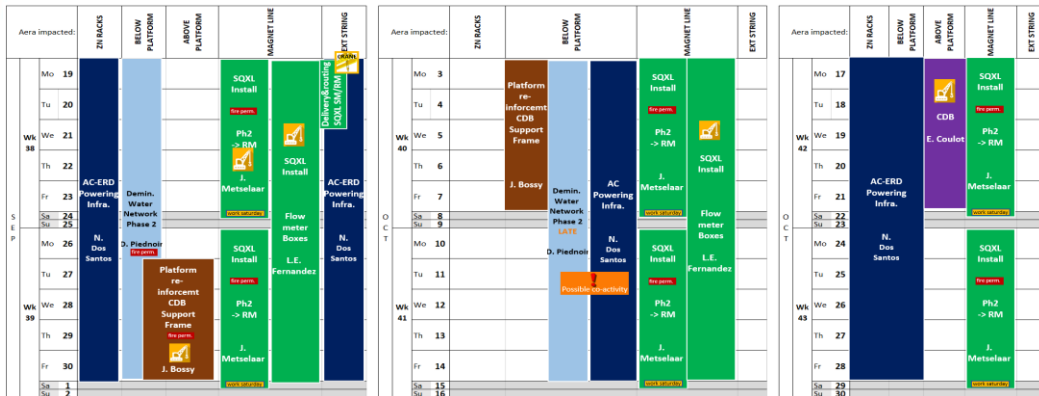 Aera impacted:
ZN RACKS
BELOW
PLATFORM
ABOVE
PLATFORM
MAGNET LINE
EXT STRING
SEP
Wk
38
Mo 19
Tu 20
We 21
Th 22
Fr 23
Sa 24
Su 25
Wk
39
Mo 26
Tu 27
We 28
Th 29
Fr 30
Sa 1
Su 2
AC-ERD
Powering
Infra.
N.
Dos
Santos
Demin.
Water
Network
Phase 2
D. Piednoir
fire perm.
Platform
re-
inforcemt
CDB
Support
Frame
fire perm.
J. Bossy
SQXL
Install
fire perm.
Ph2
-> RM
J.
Metselaar
work saturday
SQXL
Install
fire perm.
Ph2
-> RM
J.
Metselaar
work saturday
SQXL
Install
Flow
meter
Boxes
L.E.
Fernandez
CRANE
Delivery&routing
SQXL SM/RM
AC-ERD
Powering
Infra.
N.
Dos
Santos
Aera impacted:
ZN RACKS
BELOW
PLATFORM
MAGNET LINE
EXT STRING
OCT
Wk
40
Mo 3
Tu 4
We 5
Th 6
Fr 7
Sa 8
Su 9
Wk
41
Mo 10
Tu 11
We 12
Th 13
Fr 14
Sa 15
Su 16
Platform
re-
inforcemt
CDB
Support
Frame
J. Bossy
Demin.
Water
Network
Phase 2
LATE
D. Piednoir
AC
Powering
Infra.
N.
Dos
Santos
Possible co-activity
SQXL
Install
fire perm.
Ph2
-> RM
J.
Metselaar
work saturday
SQXL
Install
fire perm.
Ph2
-> RM
J.
Metselaar
work saturday
SQXL
Install
Flow
meter
Boxes
L.E.
Fernandez
Aera impacted:
ZN RACKS
BELOW
PLATFORM
ABOVE
PLATFORM
MAGNET LINE
EXT STRING
OCT
Wk
42
Mo 17
Tu 18
We 19
Th 20
Fr 21
Sa 22
Su 23
Wk
43
Mo 24
Tu 25
We 26
Th 27
Fr 28
Sa 29
Su 30
AC-ERD
Powering
Infra.
N.
Dos
Santos
CDB
E. Coulot
SQXL
Install
fire perm.
Ph2
-> RM
J.
Metselaar
work saturday
SQXL
Install
fire perm.
Ph2
-> RM
J.
Metselaar
work saturday